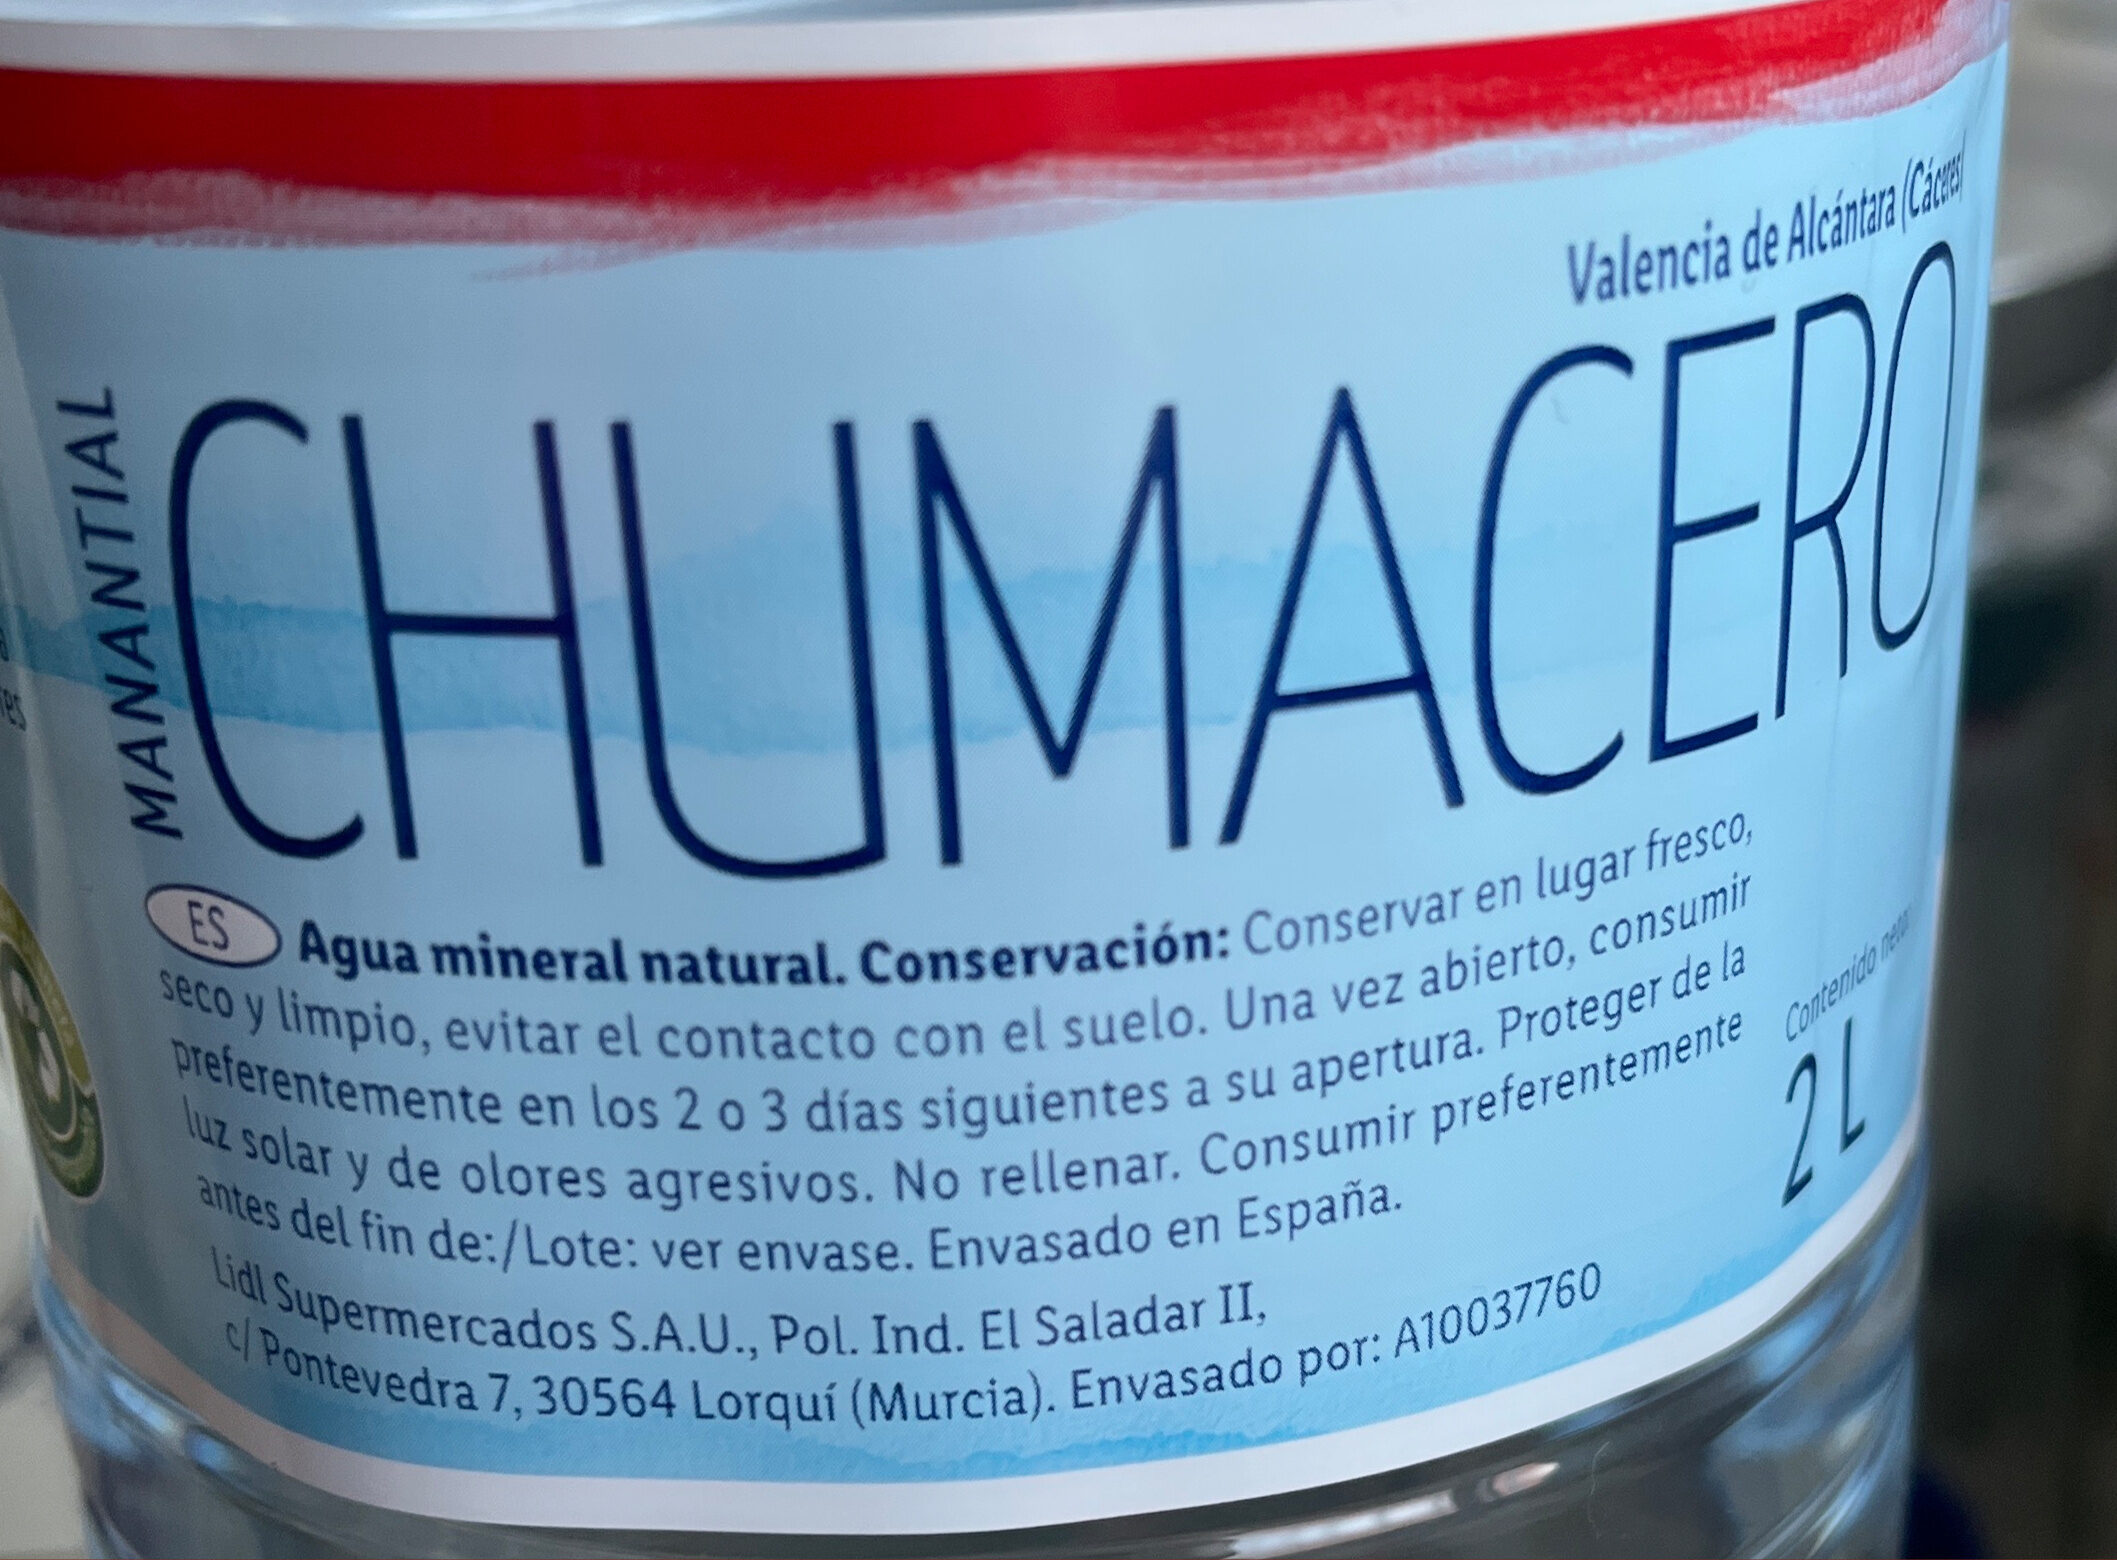 Valencia de Alcántara (Cáceres)
MANANTIAL
CHUMACERO
ES Agua mineral natural. Conservación: Conservar en lugar fresco,
seco y limpio, evitar el contacto con el suelo. Una vez abierto, consumir
preferentemente en los 2 o 3 días siguientes a su apertura. Proteger de la
luz solar y de olores agresivos. No rellenar. Consumir preferentemente
antes del fin de:/Lote: ver envase. Envasado en España.
Lidl Supermercados S.A.U., Pol. Ind. El Saladar II,
c/ Pontevedra 7, 30564 Lorquí (Murcia). Envasado por: A10037760
Contenido neto:
2 L